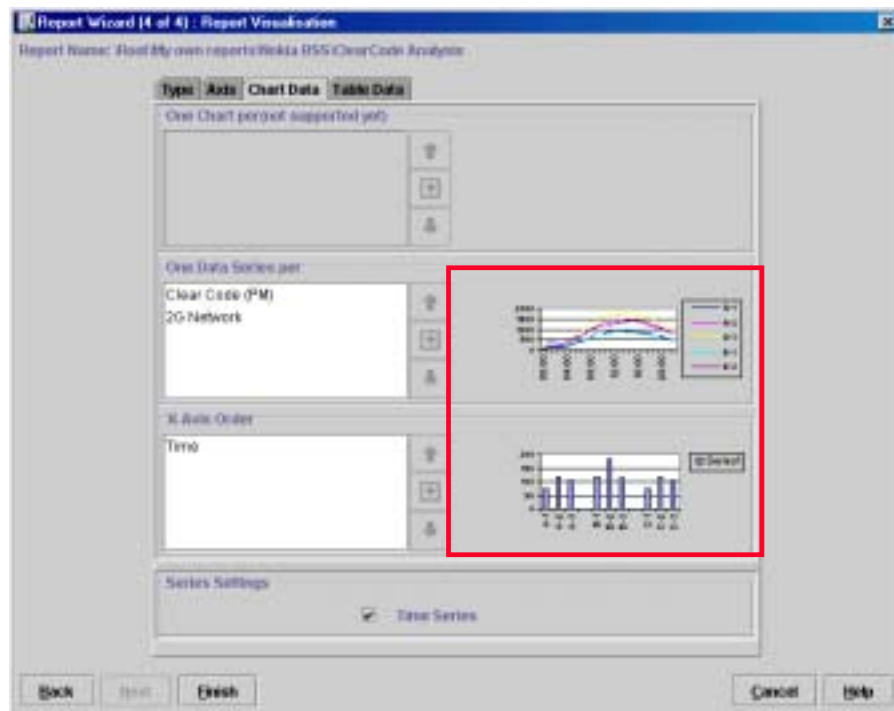 Report Wizard (4 of 4) : Report Visualisation
Report Name: /Root/My own reports/Nokia BSS/ClearCode Analysis
Type Axis Chart Data Table Data
One Chart per(not supported yet)
One Data Series per
Clear Code (PM)
2G Network
X-Axis Order
Time
Series1
Series Settings
Time Series
Back Next Finish Cancel Help